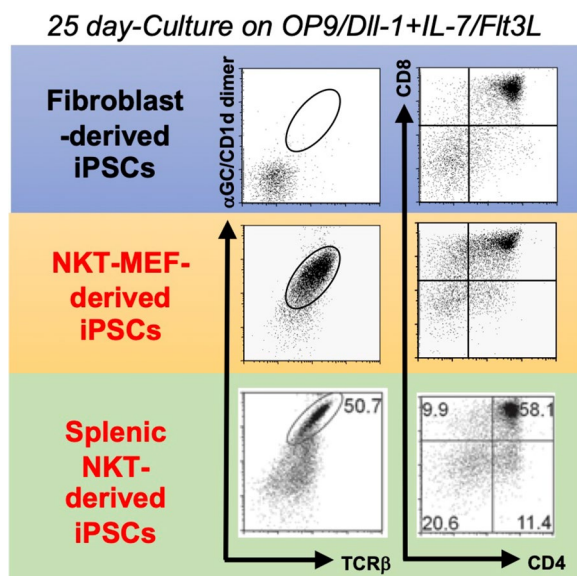 25 day-Culture on OP9/Dll-1+IL-7/Flt3L
Fibroblast
-derived
iPSCs
αGC/CD1d dimer
CD8
NKT-MEF-
derived
iPSCs
Splenic
NKT-
derived
iPSCs
50.7
9.9
58.1
20.6
11.4
TCRβ
CD4